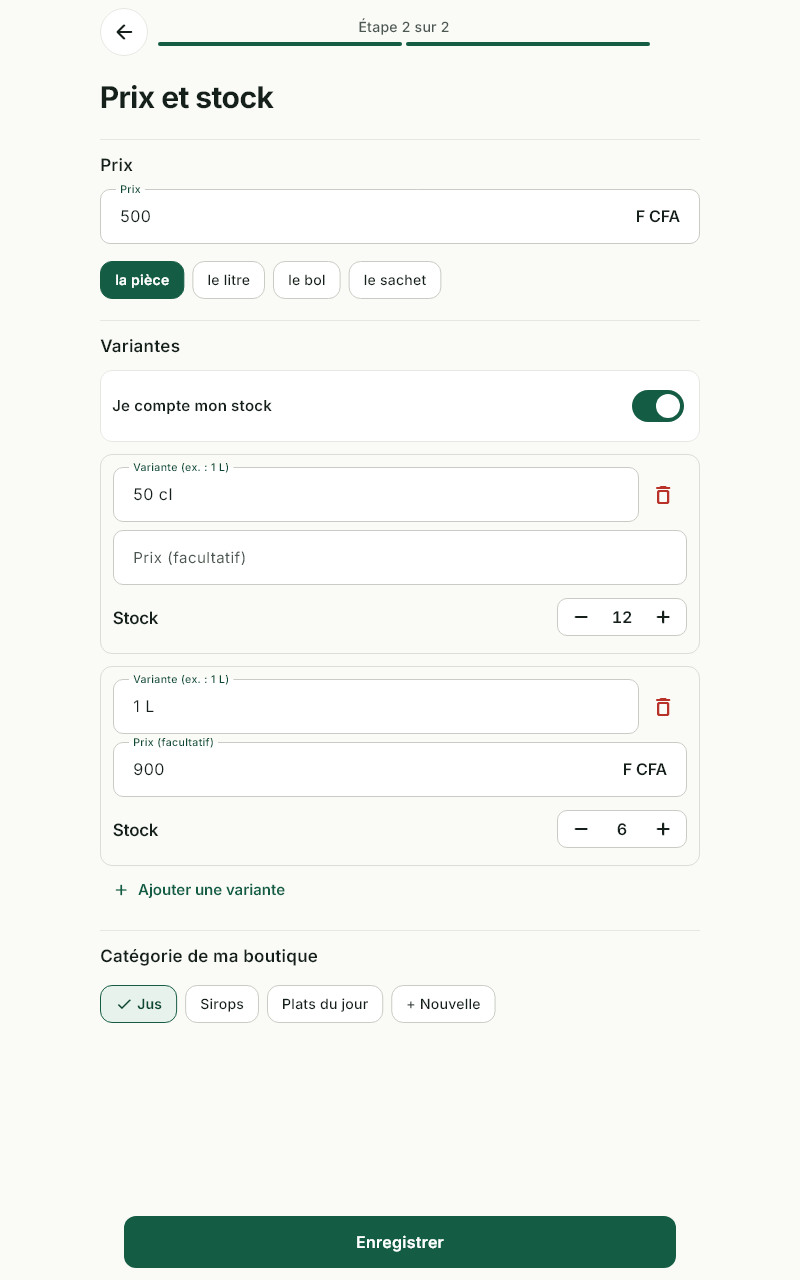 Étape 2 sur 2
Prix et stock
Prix
Prix
500 F CFA
la pièce le litre le bol le sachet
Variantes
Je compte mon stock
Variante (ex. : 1 L)
50 cl
Prix (facultatif)
Stock − 12 +
Variante (ex. : 1 L)
1 L
Prix (facultatif)
900 F CFA
Stock − 6 +
+ Ajouter une variante
Catégorie de ma boutique
Jus Sirops Plats du jour + Nouvelle
Enregistrer